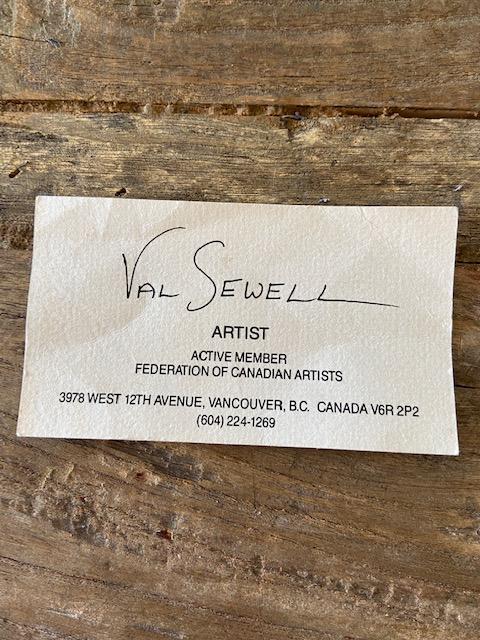 VAL SEWELL
ARTIST
ACTIVE MEMBER
FEDERATION OF CANADIAN ARTISTS
3978 WEST 12TH AVENUE, VANCOUVER, B.C. CANADA V6R 2P2
(604) 224-1269